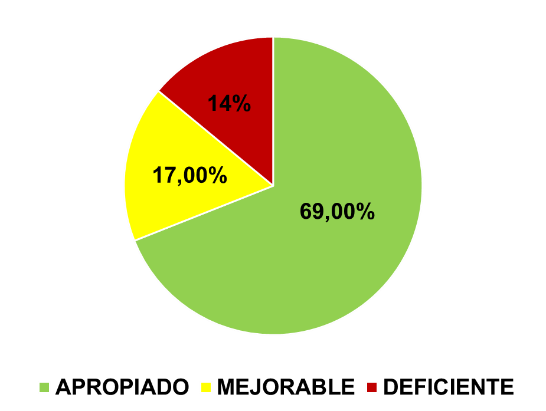 14%
17,00%
69,00%
APROPIADO MEJORABLE DEFICIENTE